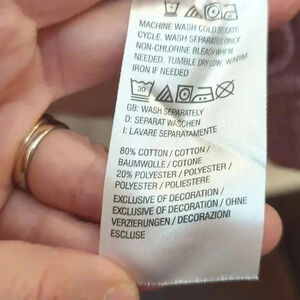 MACHINE WASH COLD DELICATE
CYCLE. WASH SEPARATELY ONLY
NON-CHLORINE BLEACH WHEN
NEEDED. TUMBLE DRY LOW. WARM
IRON IF NEEDED
30
GB: WASH SEPARATELY
D: SEPARAT WASCHEN
I: LAVARE SEPARATAMENTE
80% COTTON / COTTON /
BAUMWOLLE / COTONE
20% POLYESTER / POLYESTER /
POLYESTER / POLIESTERE
EXCLUSIVE OF DECORATION /
EXCLUSIVE OF DECORATION / OHNE
VERZIERUNGEN / DECORAZIONI
ESCLUSE